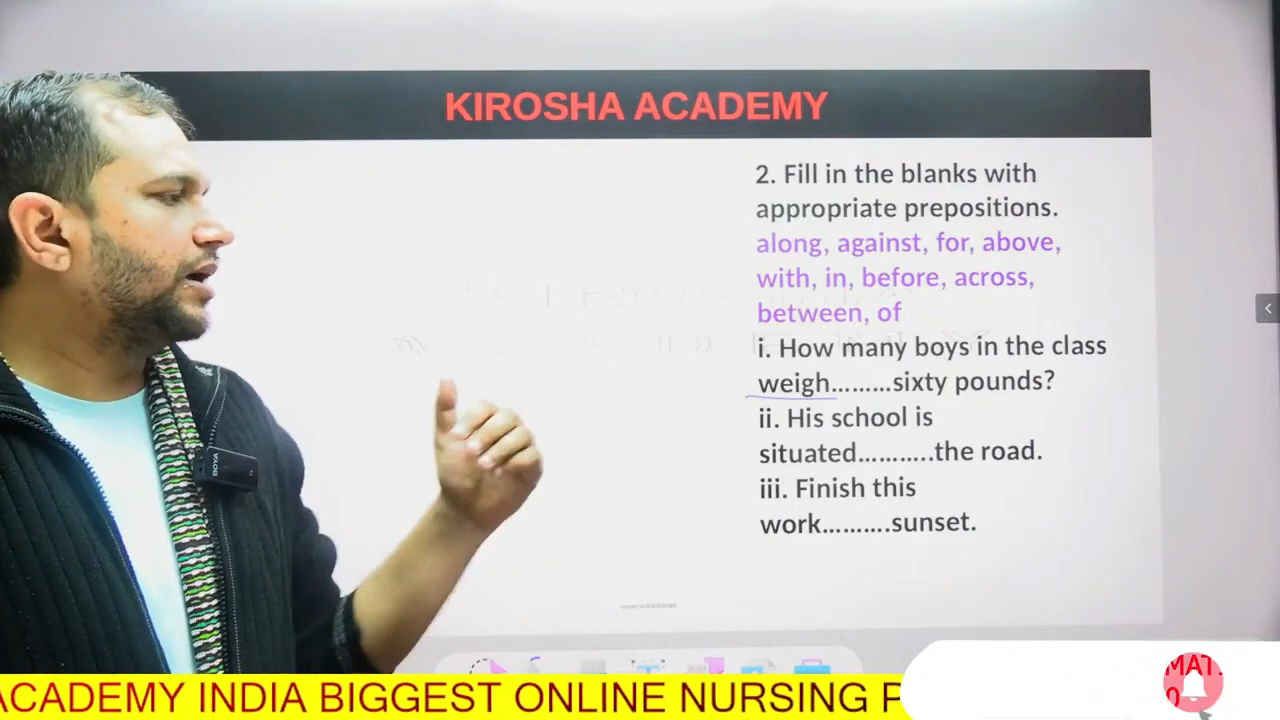 KIROSHA ACADEMY
2. Fill in the blanks with
appropriate prepositions.
along, against, for, above,
with, in, before, across,
between, of
i. How many boys in the class
weigh.........sixty pounds?
ii. His school is
situated...........the road.
iii. Finish this
work..........sunset.
BOYA
ACADEMY INDIA BIGGEST ONLINE NURSING P